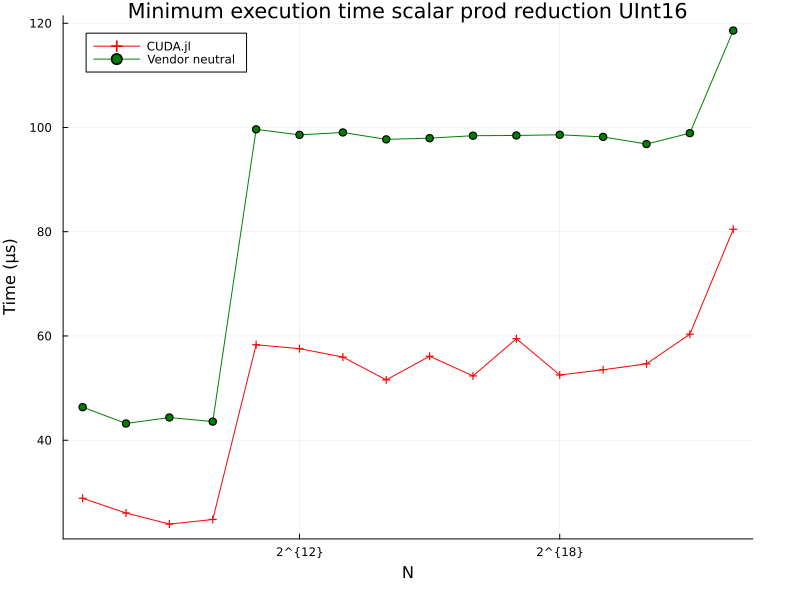 Minimum execution time scalar prod reduction UInt16
120
CUDA.jl
Vendor neutral
100
80
Time (μs)
60
40
2^{12}
2^{18}
N